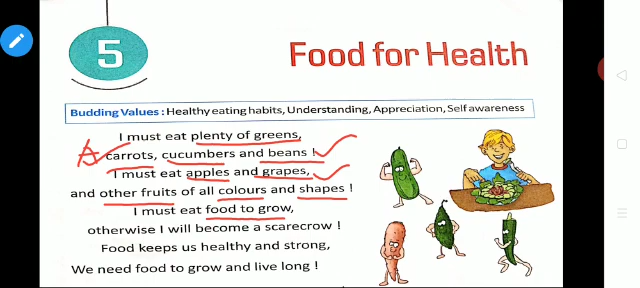 5
Food for Health
Budding Values : Healthy eating habits, Understanding, Appreciation, Self awareness
I must eat plenty of greens,
carrots, cucumbers and beans !
I must eat apples and grapes,
and other fruits of all colours and shapes !
I must eat food to grow,
otherwise I will become a scarecrow !
Food keeps us healthy and strong,
We need food to grow and live long !